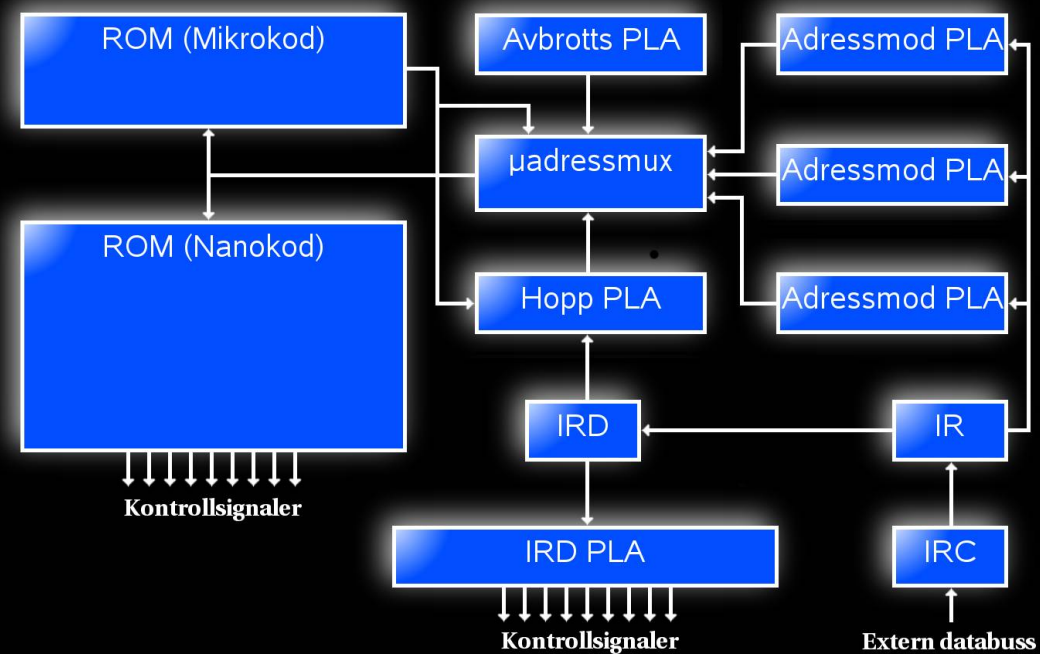 ROM (Mikrokod)
Avbrotts PLA
Adressmod PLA
µadressmux
Adressmod PLA
ROM (Nanokod)
Hopp PLA
Adressmod PLA
IRD
IR
Kontrollsignaler
IRD PLA
IRC
Kontrollsignaler
Extern databuss